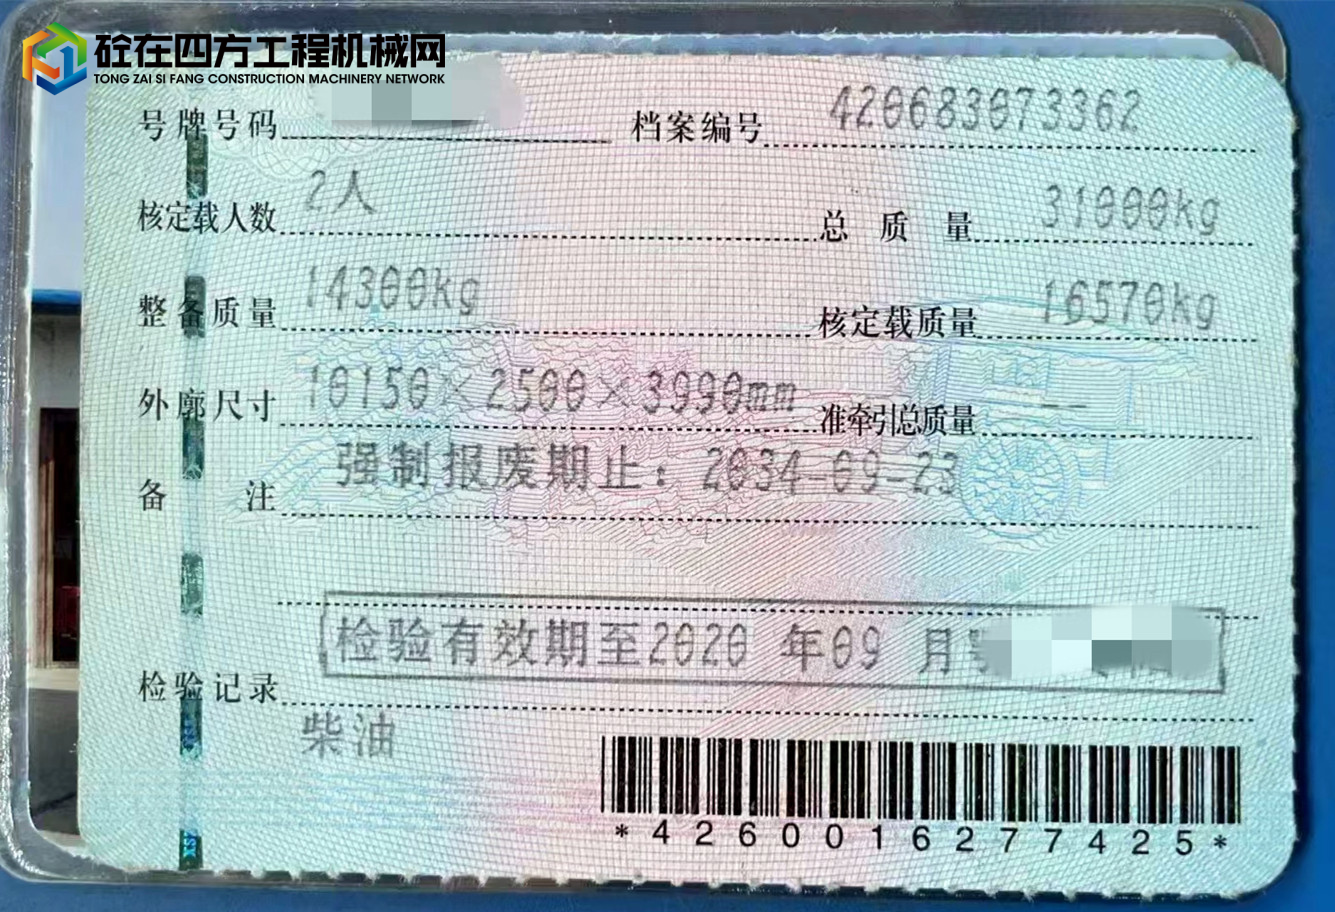 砼在四方工程机械网
TONG ZAI SI FANG CONSTRUCTION MACHINERY NETWORK
号牌号码 档案编号 420683073362
核定载人数 2人 总质量 31000kg
整备质量 14300kg 核定载质量 16570kg
外廓尺寸 10150×2500×3990mm 准牵引总质量 --
备注 强制报废期止：2034-09-23
检验有效期至2020 年09 月鄂
检验记录
柴油
*4260016277425*